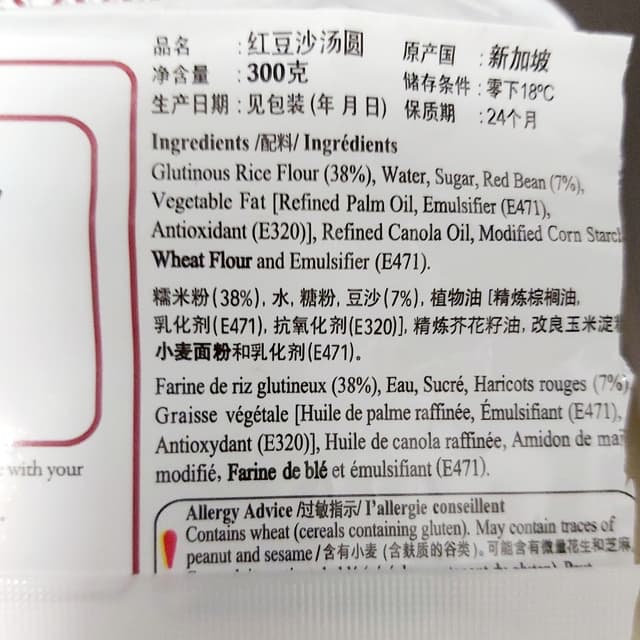 品名 : 红豆沙汤圆
净含量 : 300克
生产日期 : 见包装 (年 月 日)
原产国 : 新加坡
储存条件 : 零下18°C
保质期 : 24个月
Ingredients /配料/ Ingrédients
Glutinous Rice Flour (38%), Water, Sugar, Red Bean (7%),
Vegetable Fat [Refined Palm Oil, Emulsifier (E471),
Antioxidant (E320)], Refined Canola Oil, Modified Corn Starch
Wheat Flour and Emulsifier (E471).
糯米粉(38%), 水, 糖粉, 豆沙(7%), 植物油 [精炼棕榈油,
乳化剂(E471), 抗氧化剂(E320)], 精炼芥花籽油, 改良玉米淀
小麦面粉和乳化剂(E471)。
Farine de riz glutineux (38%), Eau, Sucré, Haricots rouges (7%)
Graisse végétale [Huile de palme raffinée, Émulsifiant (E471),
Antioxydant (E320)], Huile de canola raffinée, Amidon de maï
modifié, Farine de blé et émulsifiant (E471).
with your
Allergy Advice /过敏指示/ I'allergie conseillent
Contains wheat (cereals containing gluten). May contain traces of
peanut and sesame / 含有小麦 (含麸质的谷类)。可能含有微量花生和芝麻